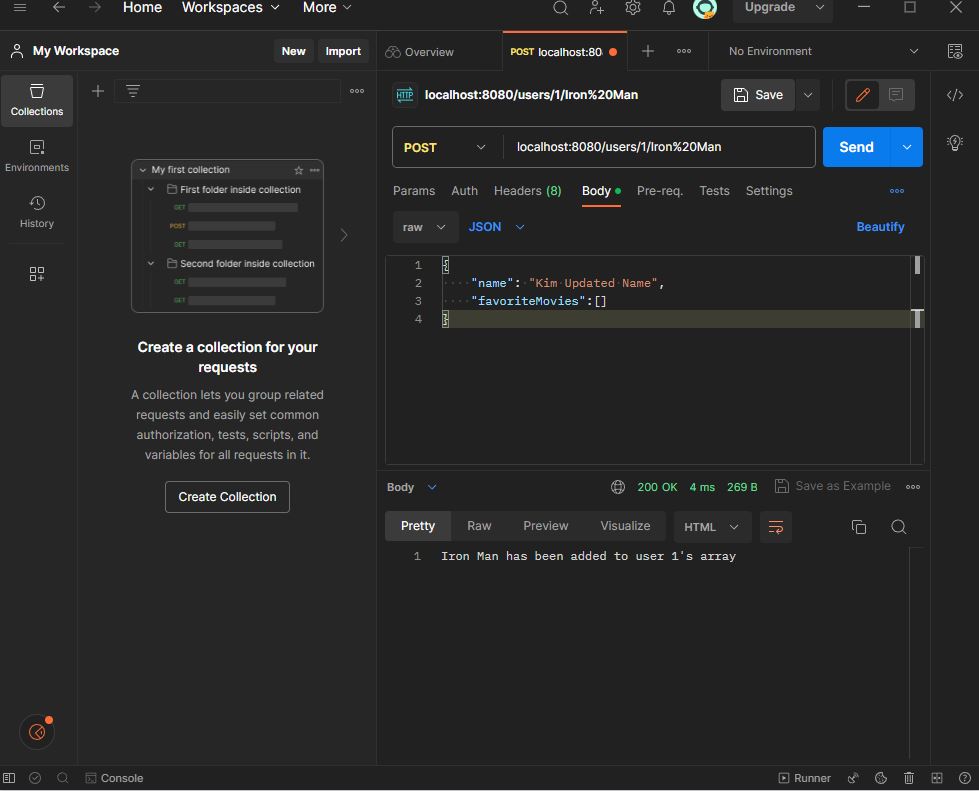 Home Workspaces More Upgrade
My Workspace New Import Overview POST localhost:80 No Environment
Collections
Environments
History
My first collection
First folder inside collection
GET
POST
GET
Second folder inside collection
GET
GET
Create a collection for your
requests
A collection lets you group related
requests and easily set common
authorization, tests, scripts, and
variables for all requests in it.
Create Collection
HTTP localhost:8080/users/1/Iron%20Man Save
POST localhost:8080/users/1/Iron%20Man Send
Params Auth Headers (8) Body Pre-req. Tests Settings
raw JSON Beautify
1 {
2 "name": "Kim Updated Name",
3 "favoriteMovies":[]
4 }
Body 200 OK 4 ms 269 B Save as Example
Pretty Raw Preview Visualize HTML
1 Iron Man has been added to user 1's array
Console Runner